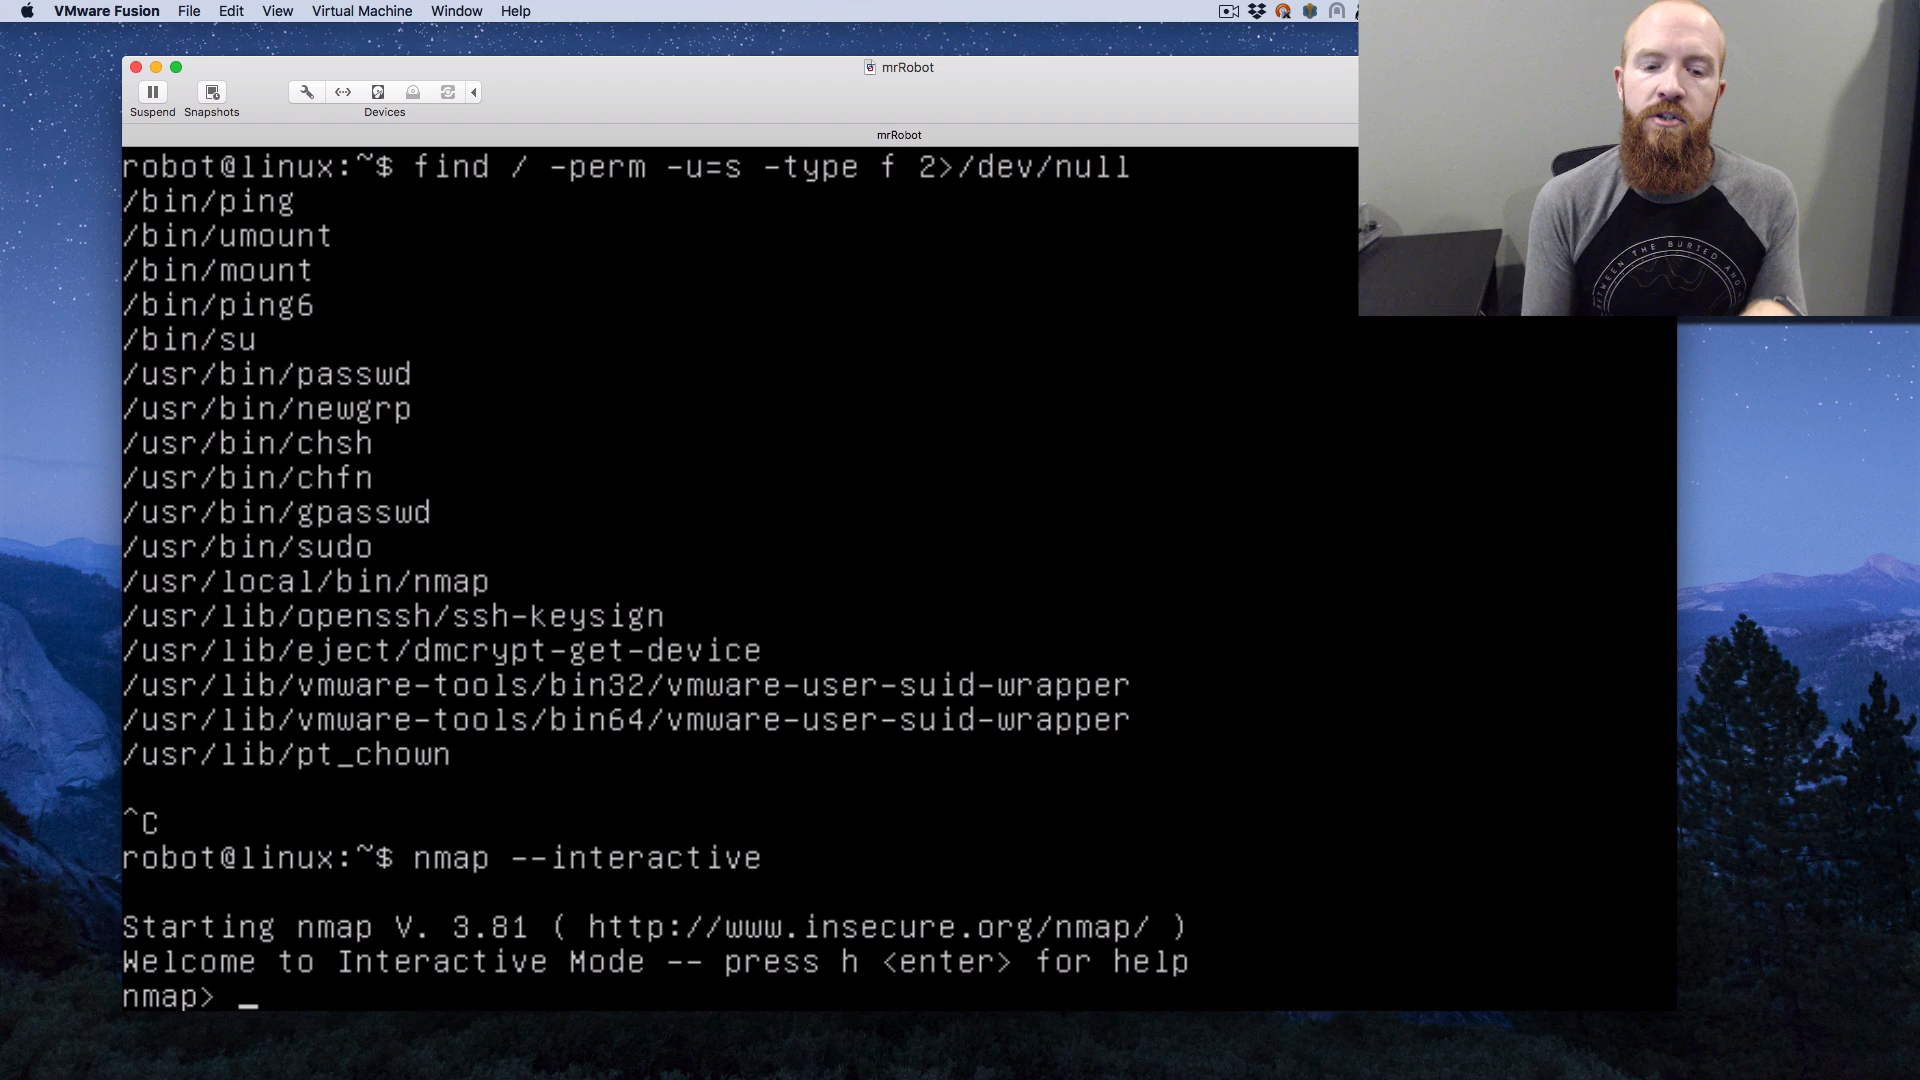 VMware Fusion File Edit View Virtual Machine Window Help
mrRobot
Suspend Snapshots Devices
mrRobot
robot@linux:~$ find / -perm -u=s -type f 2>/dev/null
/bin/ping
/bin/umount
/bin/mount
/bin/ping6
/bin/su
/usr/bin/passwd
/usr/bin/newgrp
/usr/bin/chsh
/usr/bin/chfn
/usr/bin/gpasswd
/usr/bin/sudo
/usr/local/bin/nmap
/usr/lib/openssh/ssh-keysign
/usr/lib/eject/dmcrypt-get-device
/usr/lib/vmware-tools/bin32/vmware-user-suid-wrapper
/usr/lib/vmware-tools/bin64/vmware-user-suid-wrapper
/usr/lib/pt_chown
^C
robot@linux:~$ nmap --interactive
Starting nmap V. 3.81 ( http://www.insecure.org/nmap/ )
Welcome to Interactive Mode -- press h <enter> for help
nmap> _
BETWEEN THE BURIED AND